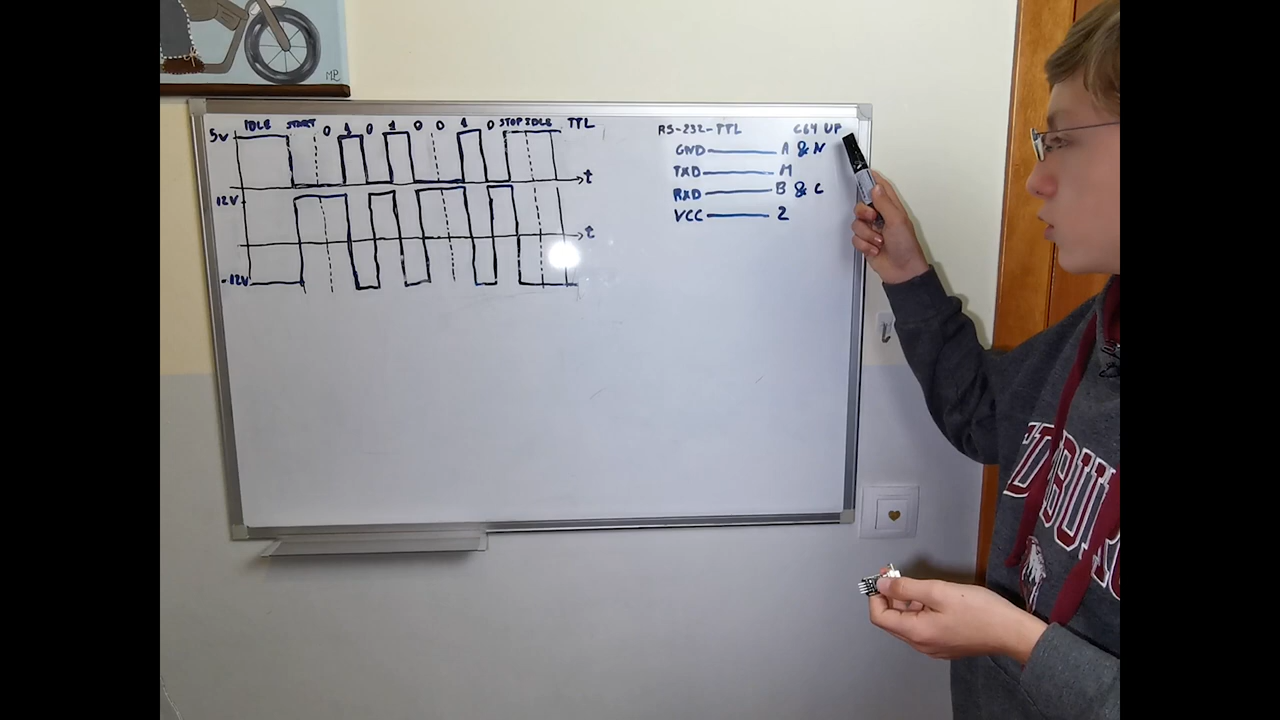 MP
IDLE START 0 1 0 1 0 0 1 0 STOP IDLE TTL
5V
t
12V
t
-12V
RS-232-TTL C64 UP
GND A & N
TXD M
RXD B & C
VCC 2